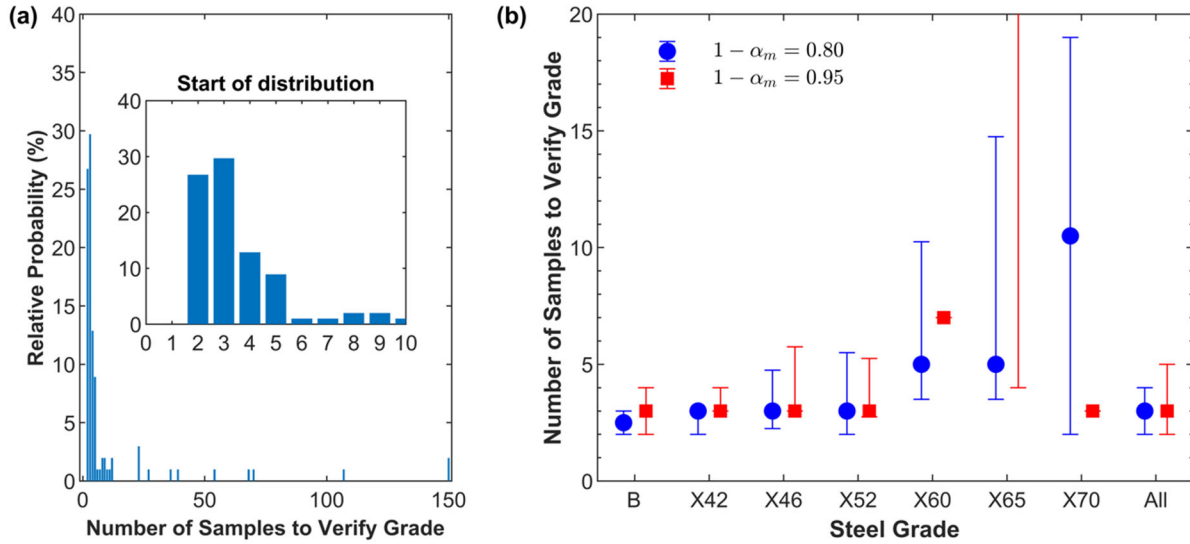 (a)
40
35
30
25
20
15
10
5
0
Relative Probability (%)
0 50 100 150
Number of Samples to Verify Grade
Start of distribution
40
30
20
10
0
0 1 2 3 4 5 6 7 8 9 10
(b)
20
15
10
5
0
Number of Samples to Verify Grade
1 − α_m = 0.80
1 − α_m = 0.95
B X42 X46 X52 X60 X65 X70 All
Steel Grade